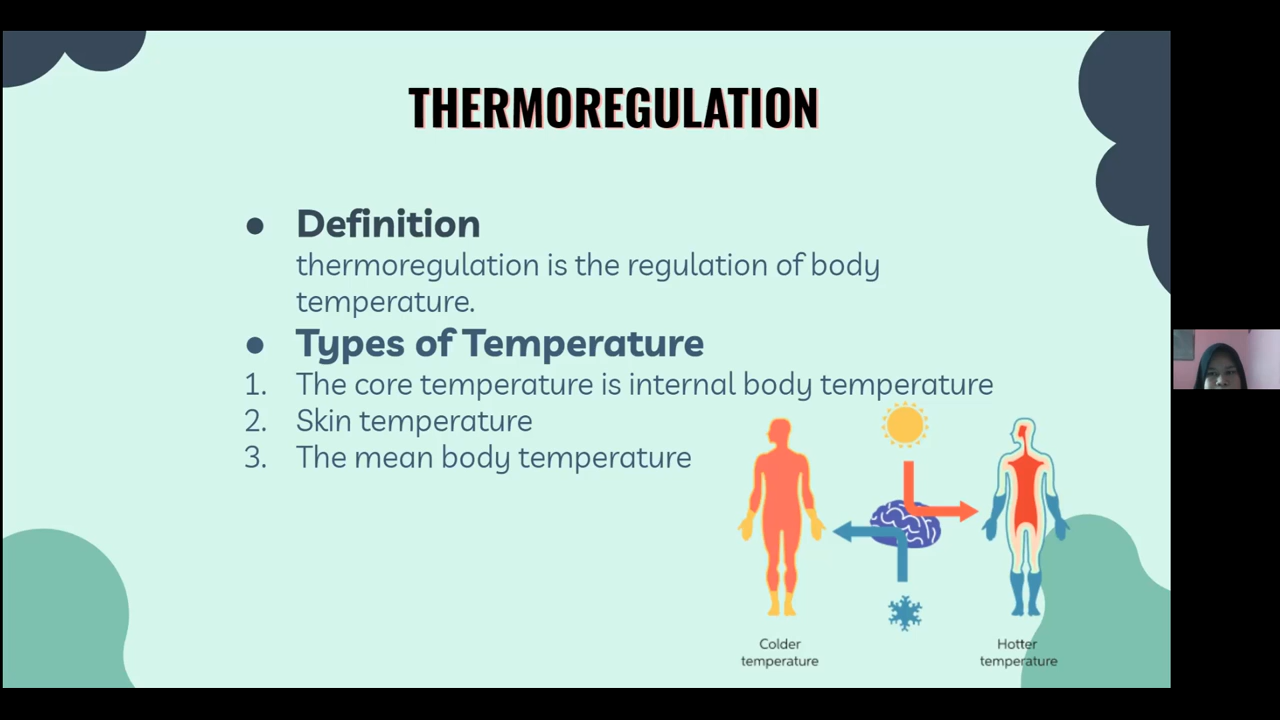 THERMOREGULATION
● Definition
thermoregulation is the regulation of body
temperature.
● Types of Temperature
1. The core temperature is internal body temperature
2. Skin temperature
3. The mean body temperature
Colder
temperature
Hotter
temperature